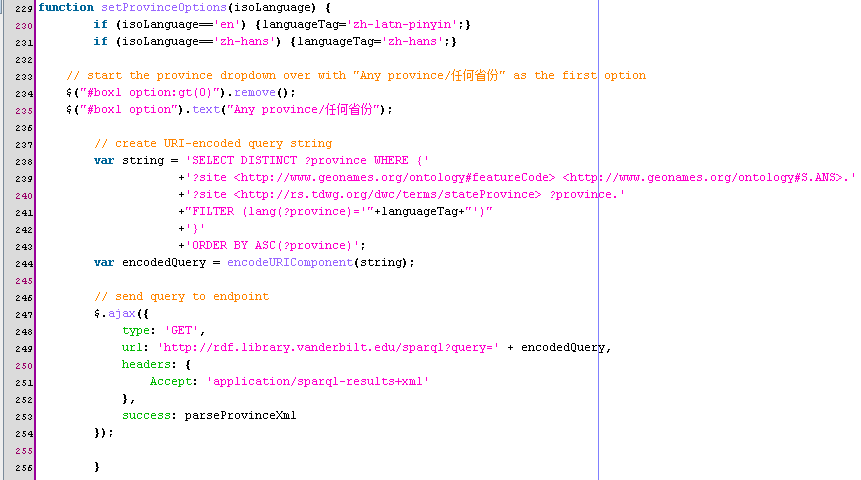 229 function setProvinceOptions(isoLanguage) {
230         if (isoLanguage=='en') {languageTag='zh-latn-pinyin';}
231         if (isoLanguage=='zh-hans') {languageTag='zh-hans';}
232
233     // start the province dropdown over with "Any province/任何省份" as the first option
234     $("#box1 option:gt(0)").remove();
235     $("#box1 option").text("Any province/任何省份");
236
237         // create URI-encoded query string
238         var string = 'SELECT DISTINCT ?province WHERE {'
239                     +'?site <http://www.geonames.org/ontology#featureCode> <http://www.geonames.org/ontology#S.ANS>.'
240                     +'?site <http://rs.tdwg.org/dwc/terms/stateProvince> ?province.'
241                     +"FILTER (lang(?province)='"+languageTag+"')"
242                     +'}'
243                     +'ORDER BY ASC(?province)';
244         var encodedQuery = encodeURIComponent(string);
245
246         // send query to endpoint
247         $.ajax({
248             type: 'GET',
249             url: 'http://rdf.library.vanderbilt.edu/sparql?query=' + encodedQuery,
250             headers: {
251                 Accept: 'application/sparql-results+xml'
252             },
253             success: parseProvinceXml
254         });
255
256         }